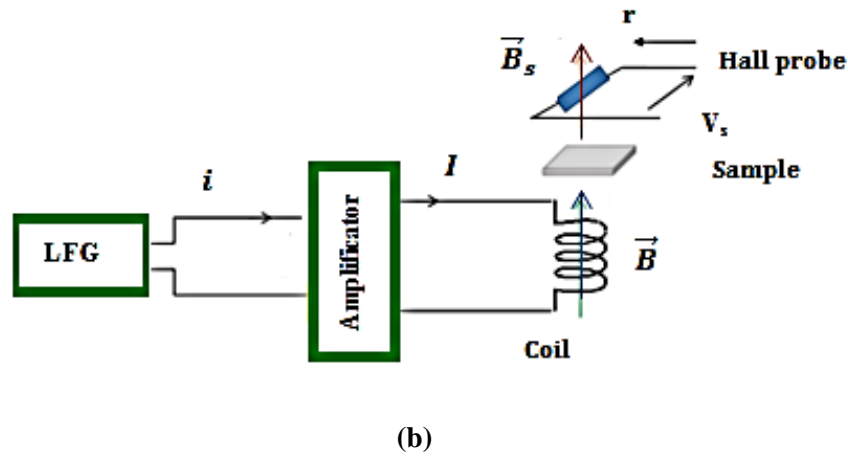 r
B⃗s
Hall probe
Vs
i
I
Sample
LFG
Amplificator
B⃗
Coil
(b)